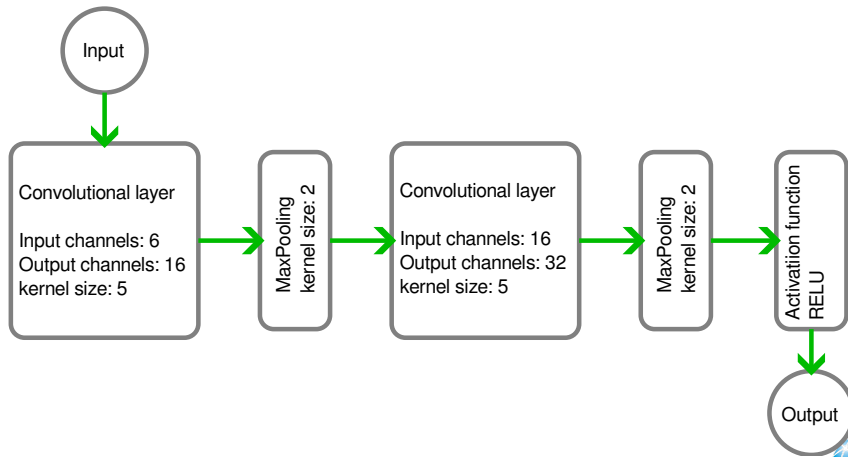 Input
Convolutional layer
Input channels: 6
Output channels: 16
kernel size: 5
MaxPooling
kernel size: 2
Convolutional layer
Input channels: 16
Output channels: 32
kernel size: 5
MaxPooling
kernel size: 2
Activatiion function
RELU
Output